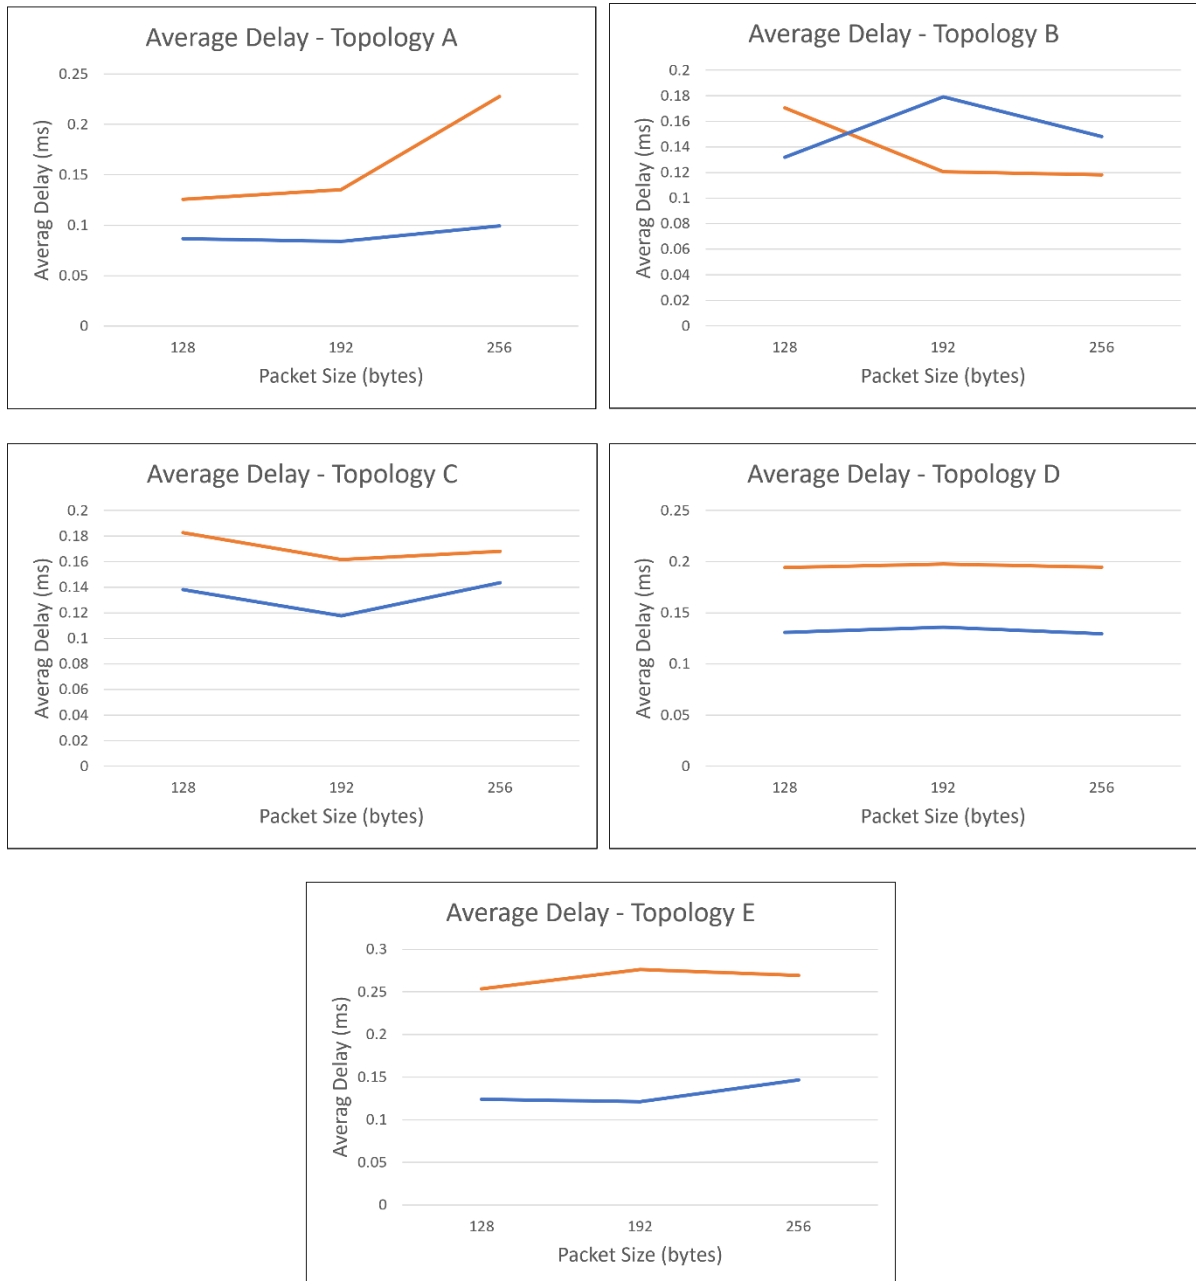 Average Delay - Topology A
Averag Delay (ms)
0.25
0.2
0.15
0.1
0.05
0
128 192 256
Packet Size (bytes)
Average Delay - Topology B
Averag Delay (ms)
0.2
0.18
0.16
0.14
0.12
0.1
0.08
0.06
0.04
0.02
0
128 192 256
Packet Size (bytes)
Average Delay - Topology C
Averag Delay (ms)
0.2
0.18
0.16
0.14
0.12
0.1
0.08
0.06
0.04
0.02
0
128 192 256
Packet Size (bytes)
Average Delay - Topology D
Averag Delay (ms)
0.25
0.2
0.15
0.1
0.05
0
128 192 256
Packet Size (bytes)
Average Delay - Topology E
Averag Delay (ms)
0.3
0.25
0.2
0.15
0.1
0.05
0
128 192 256
Packet Size (bytes)